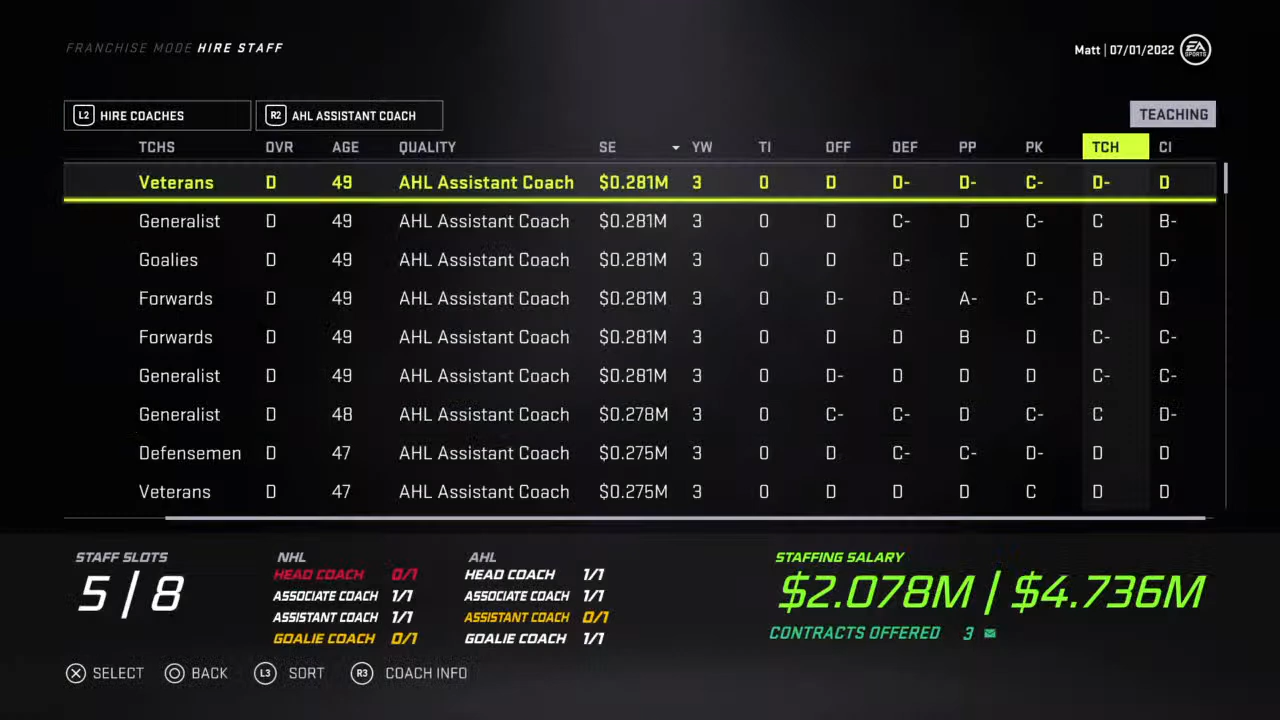 FRANCHISE MODE HIRE STAFF
Matt | 07/01/2022 EA SPORTS
L2 HIRE COACHES R2 AHL ASSISTANT COACH TEACHING
TCHS OVR AGE QUALITY SE YW TI OFF DEF PP PK TCH CI
Veterans D 49 AHL Assistant Coach $0.281M 3 0 D D- D- C- D- D
Generalist D 49 AHL Assistant Coach $0.281M 3 0 D C- D C- C B-
Goalies D 49 AHL Assistant Coach $0.281M 3 0 D D- E D B D-
Forwards D 49 AHL Assistant Coach $0.281M 3 0 D- D- A- C- D- D
Forwards D 49 AHL Assistant Coach $0.281M 3 0 D D B D C- C-
Generalist D 49 AHL Assistant Coach $0.281M 3 0 D- D D D C- C-
Generalist D 48 AHL Assistant Coach $0.278M 3 0 C- C- D C- C D-
Defensemen D 47 AHL Assistant Coach $0.275M 3 0 D C- C- D- D D
Veterans D 47 AHL Assistant Coach $0.275M 3 0 D D D C D D
STAFF SLOTS
5 / 8
NHL
HEAD COACH 0/1
ASSOCIATE COACH 1/1
ASSISTANT COACH 1/1
GOALIE COACH 0/1
AHL
HEAD COACH 1/1
ASSOCIATE COACH 1/1
ASSISTANT COACH 0/1
GOALIE COACH 1/1
STAFFING SALARY
$2.078M | $4.736M
CONTRACTS OFFERED 3
SELECT BACK L3 SORT R3 COACH INFO